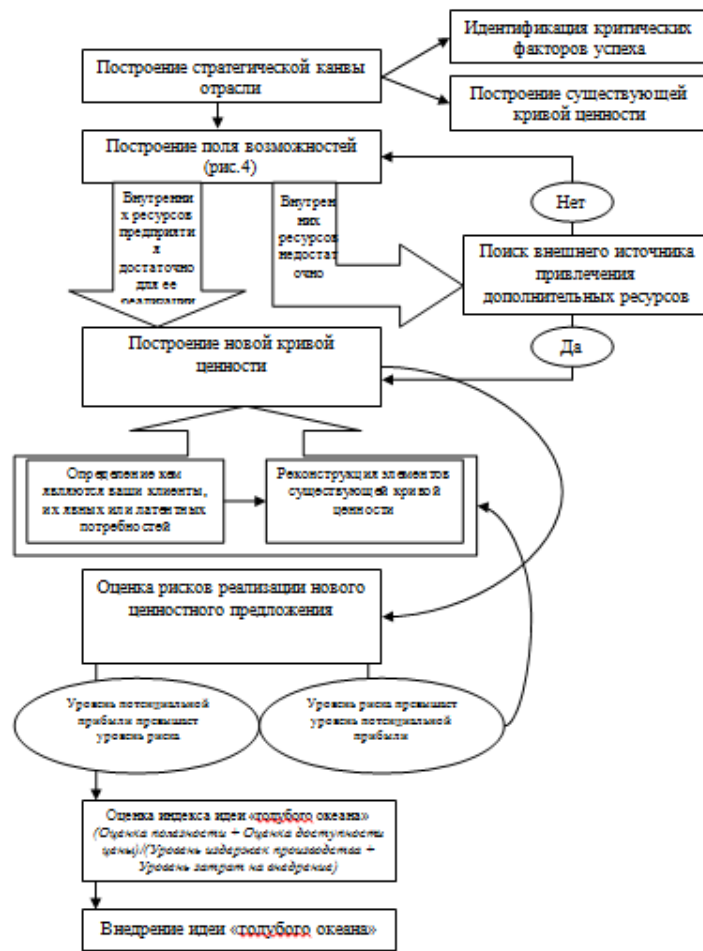 Идентификация критических
факторов успеха
Построение стратегической канвы
отрасли
Построение существующей
кривой ценности
Построение поля возможностей
(рис.4)
Нет
Внутренни
х ресурсов
предприяти
я
достаточно
для ее
реализации
Внутрен
них
ресурсов
недостат
очно
Поиск внешнего источника
привлечения
дополнительных ресурсов
Да
Построение новой кривой
ценности
Определение кем
являются ваши клиенты,
их явных или латентных
потребностей
Реконструкция элементов
существующей кривой
ценности
Оценка рисков реализации нового
ценностного предложения
Уровень потенциальной
прибыли превышает
уровень риска
Уровень риска превышает
уровень потенциальной
прибыли
Оценка индекса идеи «голубого океана»
(Оценка полезности + Оценка доступности
цены)/(Уровень издержек производства +
Уровень затрат на внедрение)
Внедрение идеи «голубого океана»